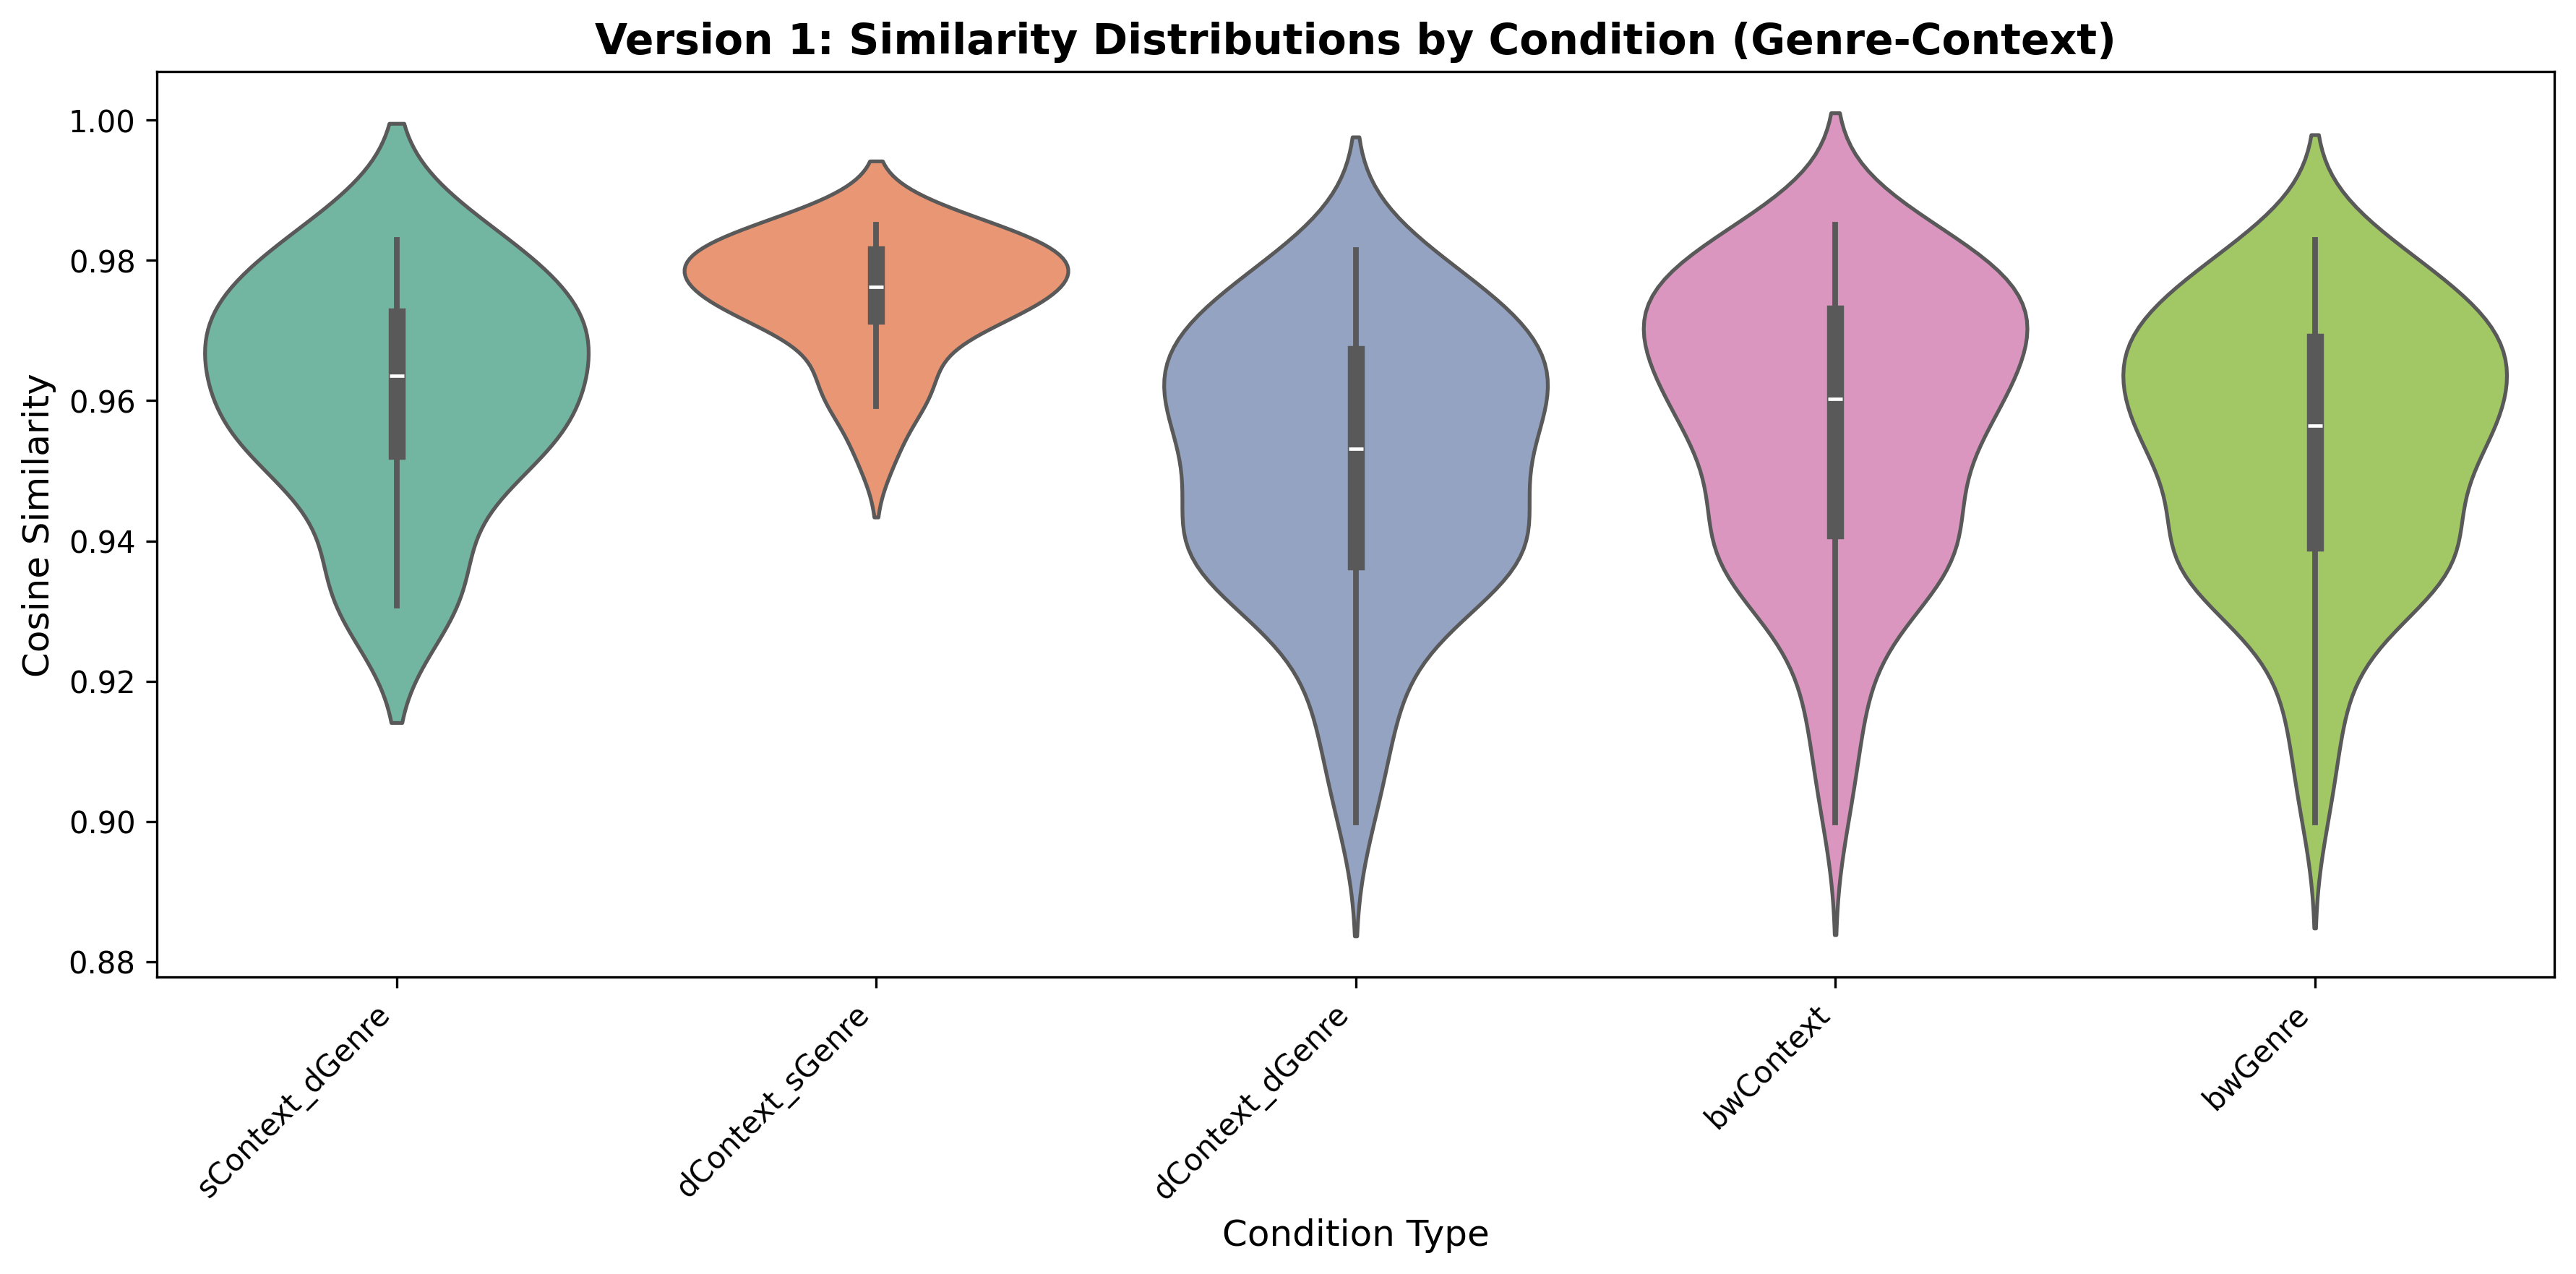 Version 1: Similarity Distributions by Condition (Genre-Context)
Cosine Similarity
1.00
0.98
0.96
0.94
0.92
0.90
0.88
sContext_dGenre
dContext_sGenre
dContext_dGenre
bwContext
bwGenre
Condition Type